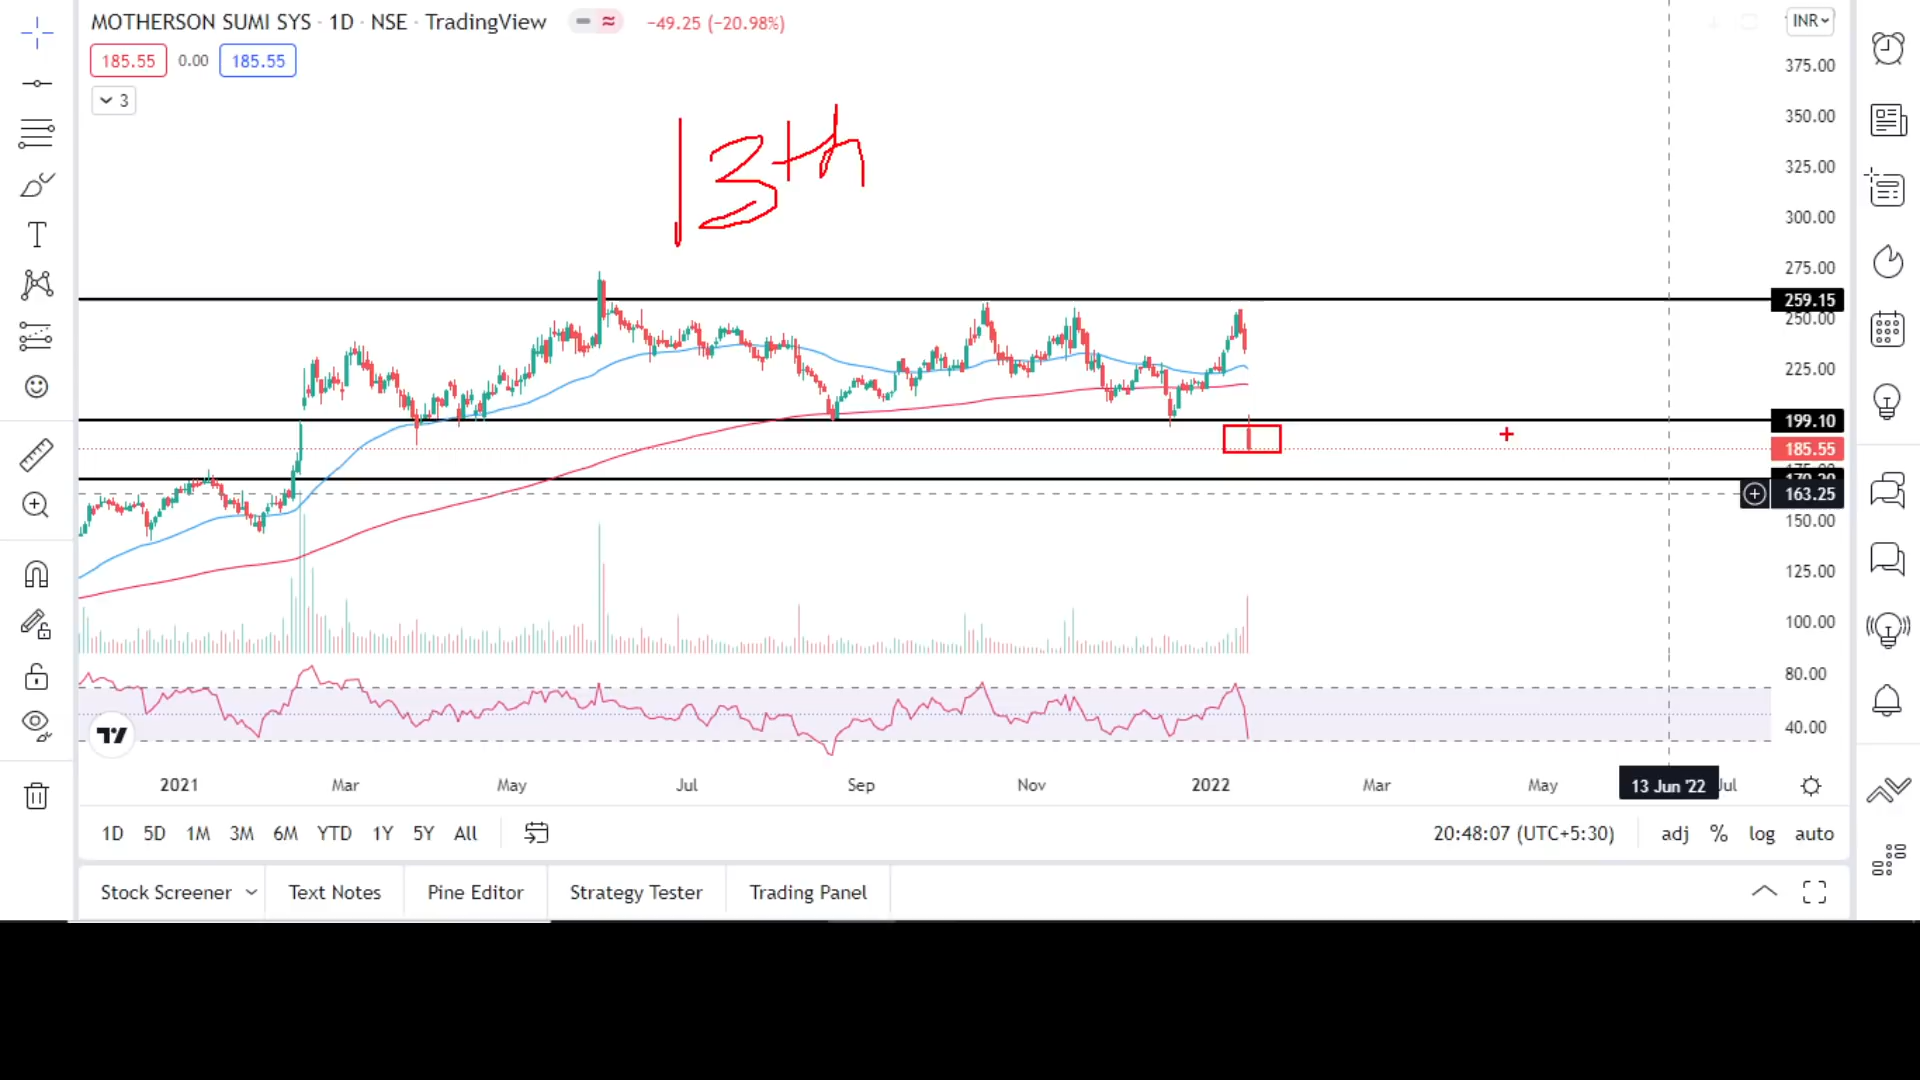 MOTHERSON SUMI SYS · 1D · NSE · TradingView −49.25 (−20.98%) INR
185.55 0.00 185.55
3
13th
375.00
350.00
325.00
300.00
275.00
259.15
250.00
225.00
199.10
185.55
163.25
150.00
125.00
100.00
80.00
40.00
2021 Mar May Jul Sep Nov 2022 Mar May 13 Jun '22 Jul
1D 5D 1M 3M 6M YTD 1Y 5Y All 20:48:07 (UTC+5:30) adj % log auto
Stock Screener Text Notes Pine Editor Strategy Tester Trading Panel